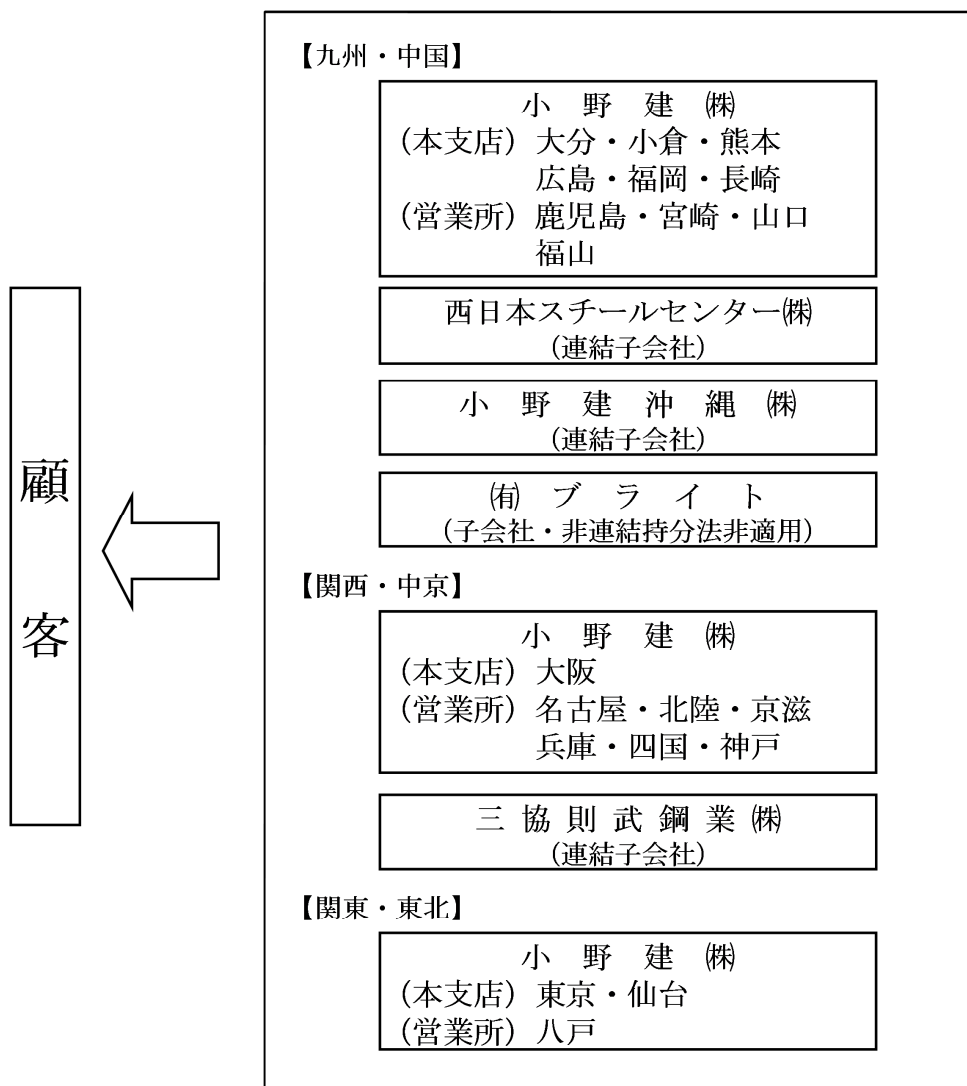 【九州・中国】
小野建㈱
(本支店) 大分・小倉・熊本
広島・福岡・長崎
(営業所) 鹿児島・宮崎・山口
福山
西日本スチールセンター㈱
(連結子会社)
小野建沖縄㈱
(連結子会社)
㈲ブライト
(子会社・非連結持分法非適用)
顧客
【関西・中京】
小野建㈱
(本支店) 大阪
(営業所) 名古屋・北陸・京滋
兵庫・四国・神戸
三協則武鋼業㈱
(連結子会社)
【関東・東北】
小野建㈱
(本支店) 東京・仙台
(営業所) 八戸